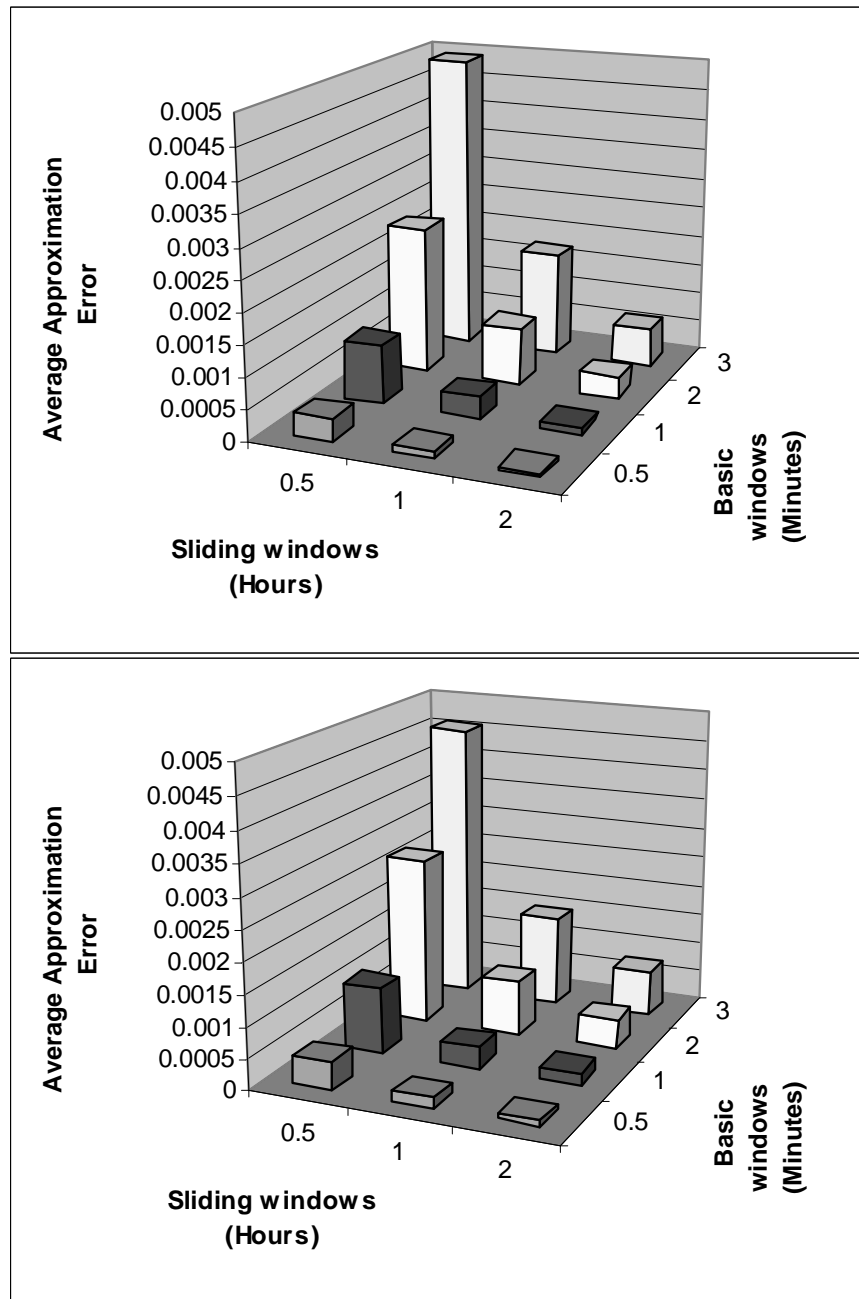 0.005
0.0045
0.004
0.0035
0.003
0.0025
0.002
0.0015
0.001
0.0005
0
Average Approximation
Error
0.5
1
2
Sliding windows
(Hours)
0.5
1
2
3
Basic
windows
(Minutes)
0.005
0.0045
0.004
0.0035
0.003
0.0025
0.002
0.0015
0.001
0.0005
0
Average Approximation
Error
0.5
1
2
Sliding windows
(Hours)
0.5
1
2
3
Basic
windows
(Minutes)